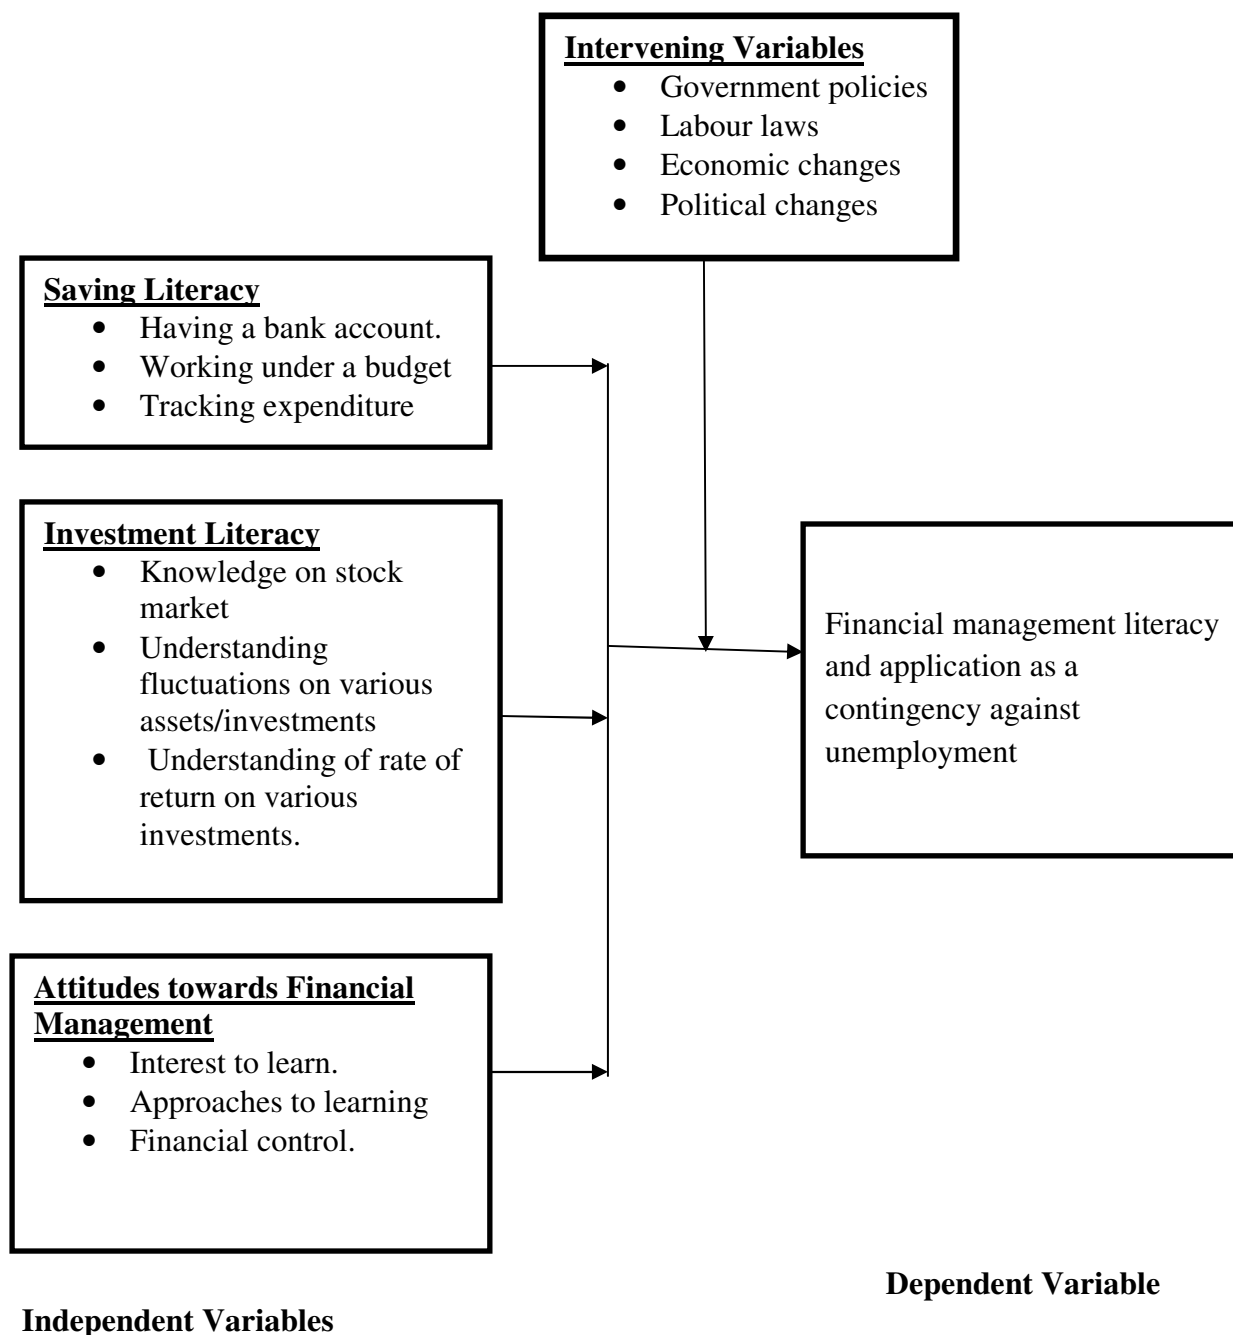 Intervening Variables
• Government policies
• Labour laws
• Economic changes
• Political changes
Saving Literacy
• Having a bank account.
• Working under a budget
• Tracking expenditure
Investment Literacy
• Knowledge on stock
market
• Understanding
fluctuations on various
assets/investments
• Understanding of rate of
return on various
investments.
Financial management literacy
and application as a
contingency against
unemployment
Attitudes towards Financial
Management
• Interest to learn.
• Approaches to learning
• Financial control.
Dependent Variable
Independent Variables